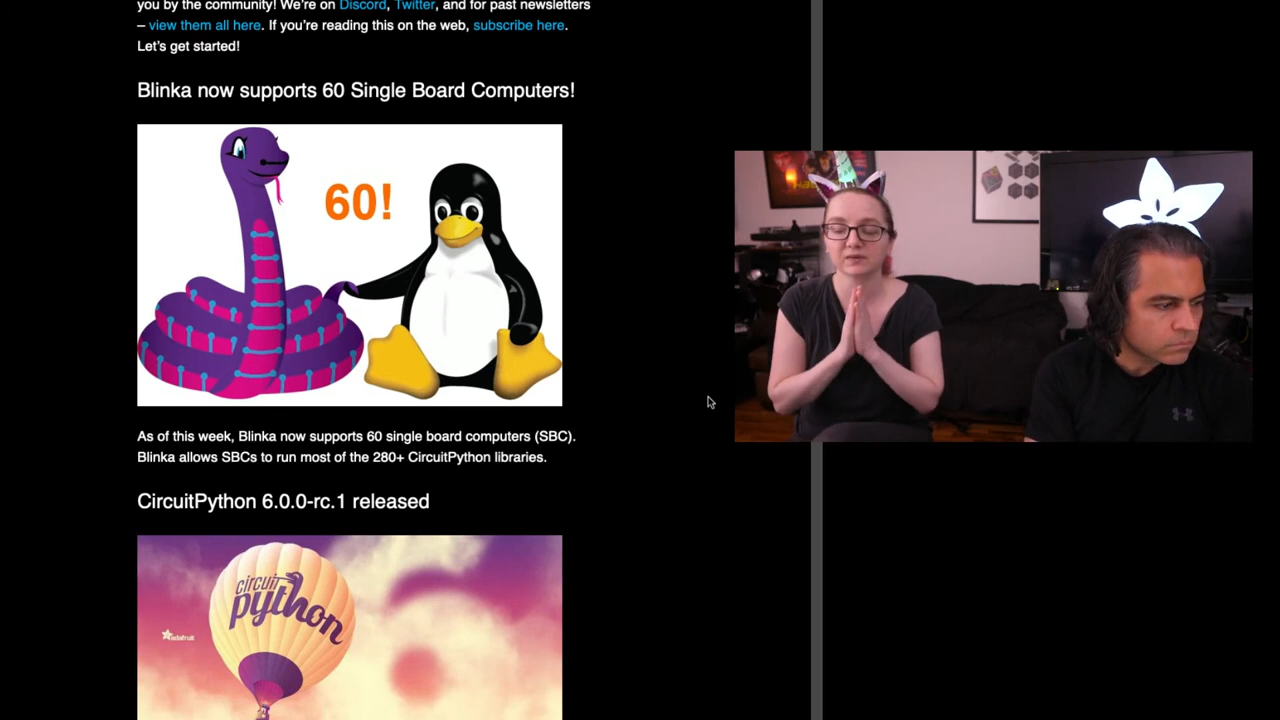 you by the community! We're on Discord, Twitter, and for past newsletters
– view them all here. If you're reading this on the web, subscribe here.
Let's get started!
Blinka now supports 60 Single Board Computers!
60!
As of this week, Blinka now supports 60 single board computers (SBC).
Blinka allows SBCs to run most of the 280+ CircuitPython libraries.
CircuitPython 6.0.0-rc.1 released
circuit
python
adafruit